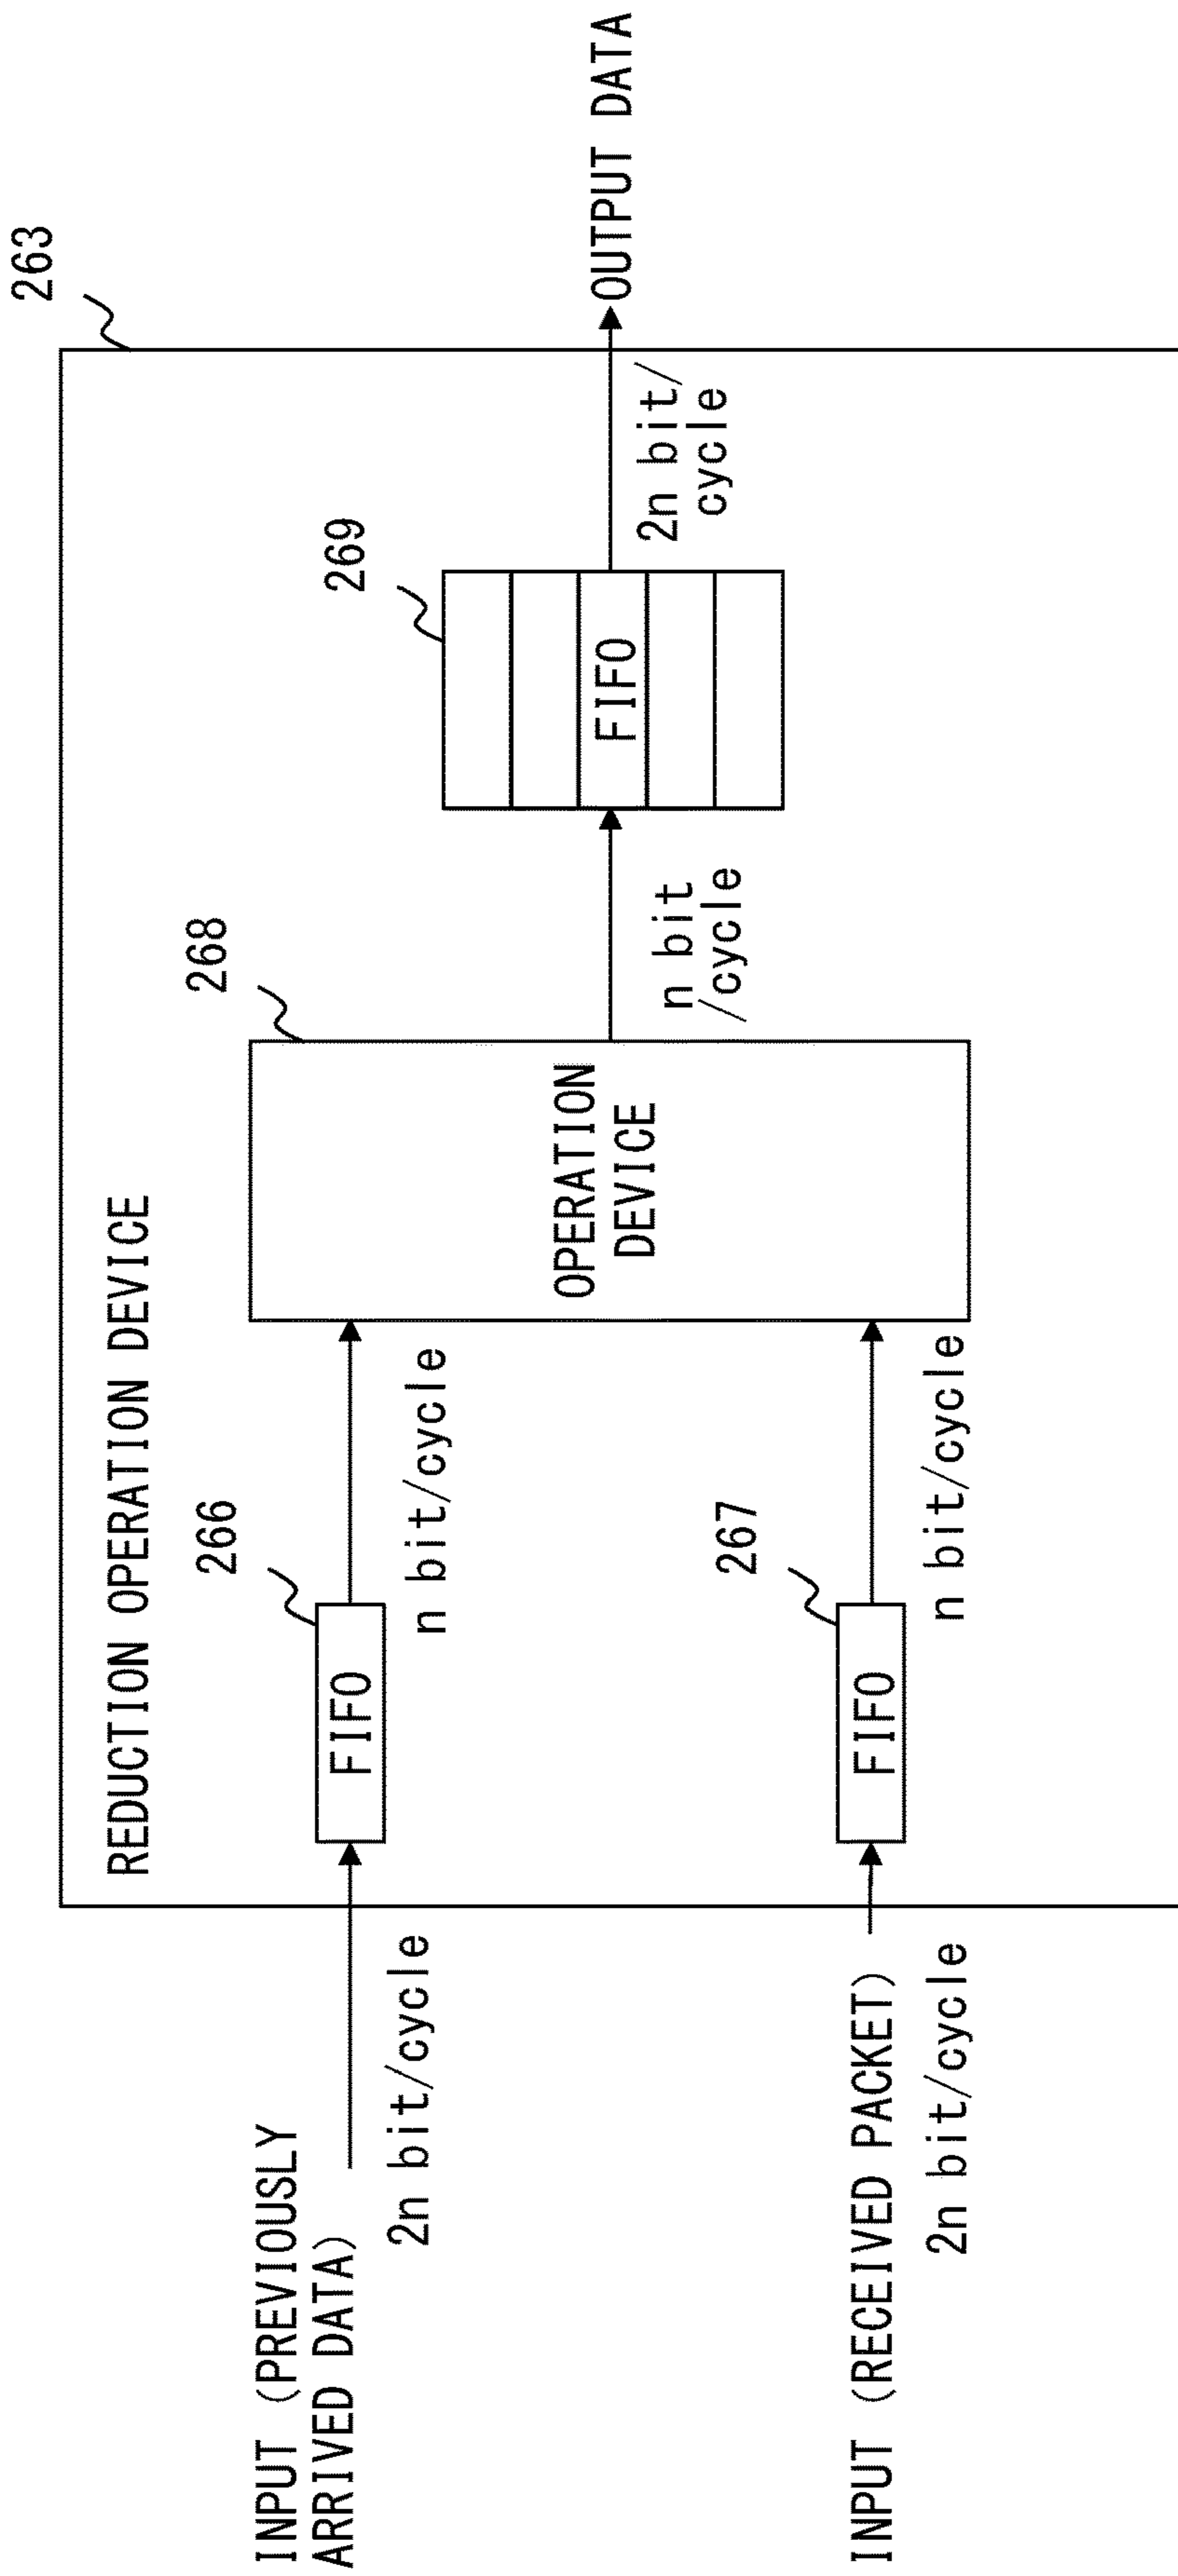 263
REDUCTION OPERATION DEVICE
INPUT (PREVIOUSLY
ARRIVED DATA)
2n bit/cycle
266
FIFO
n bit/cycle
INPUT (RECEIVED PACKET)
2n bit/cycle
267
FIFO
n bit/cycle
268
OPERATION
DEVICE
n bit
/cycle
269
FIFO
2n bit/
cycle
OUTPUT DATA